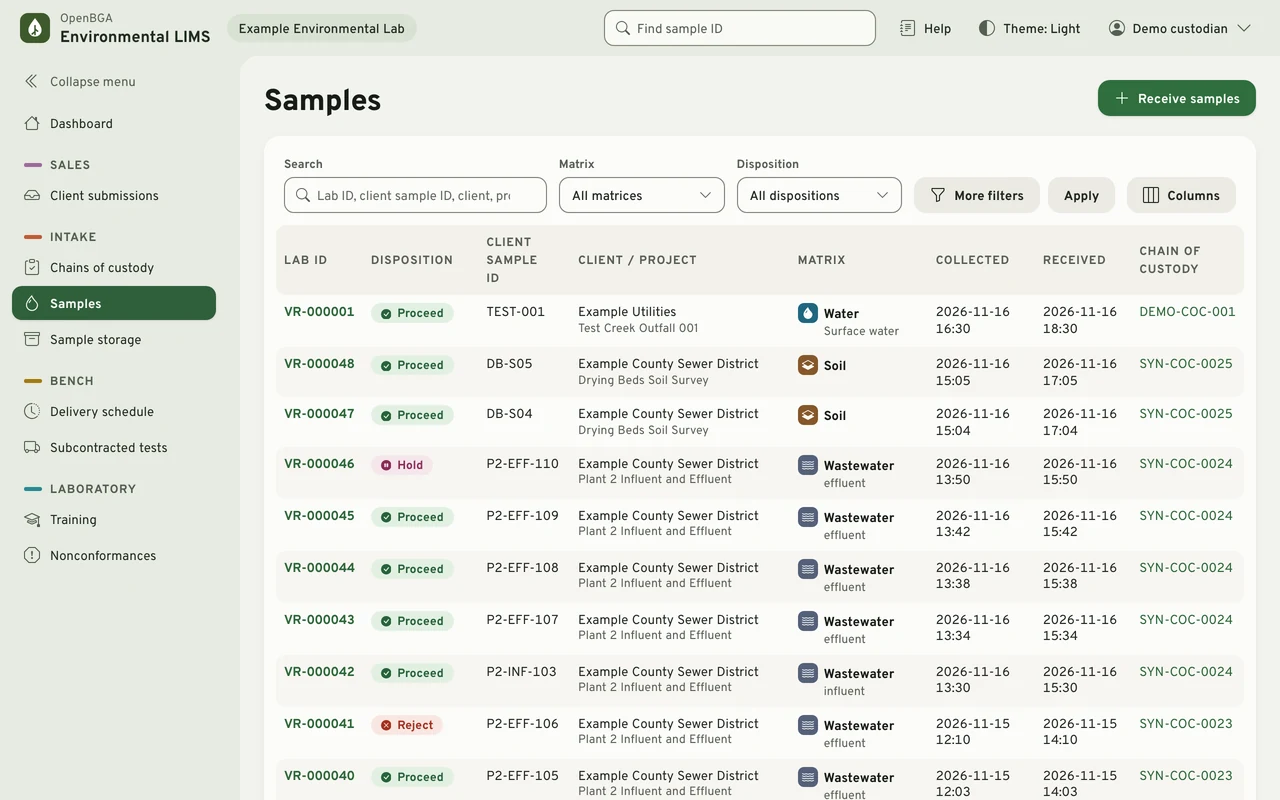 OpenBGA
Environmental LIMS
Example Environmental Lab
Find sample ID
Help
Theme: Light
Demo custodian
Collapse menu
Dashboard
SALES
Client submissions
INTAKE
Chains of custody
Samples
Sample storage
BENCH
Delivery schedule
Subcontracted tests
LABORATORY
Training
Nonconformances
Samples
Receive samples
Search
Matrix
Disposition
Lab ID, client sample ID, client, pro
All matrices
All dispositions
More filters
Apply
Columns
LAB ID
DISPOSITION
CLIENT
SAMPLE
ID
CLIENT / PROJECT
MATRIX
COLLECTED
RECEIVED
CHAIN OF
CUSTODY
VR-000001 Proceed TEST-001 Example Utilities Water 2026-11-16 2026-11-16 DEMO-COC-001
Test Creek Outfall 001 Surface water 16:30 18:30
VR-000048 Proceed DB-S05 Example County Sewer District Soil 2026-11-16 2026-11-16 SYN-COC-0025
Drying Beds Soil Survey 15:05 17:05
VR-000047 Proceed DB-S04 Example County Sewer District Soil 2026-11-16 2026-11-16 SYN-COC-0025
Drying Beds Soil Survey 15:04 17:04
VR-000046 Hold P2-EFF-110 Example County Sewer District Wastewater 2026-11-16 2026-11-16 SYN-COC-0024
Plant 2 Influent and Effluent effluent 13:50 15:50
VR-000045 Proceed P2-EFF-109 Example County Sewer District Wastewater 2026-11-16 2026-11-16 SYN-COC-0024
Plant 2 Influent and Effluent effluent 13:42 15:42
VR-000044 Proceed P2-EFF-108 Example County Sewer District Wastewater 2026-11-16 2026-11-16 SYN-COC-0024
Plant 2 Influent and Effluent effluent 13:38 15:38
VR-000043 Proceed P2-EFF-107 Example County Sewer District Wastewater 2026-11-16 2026-11-16 SYN-COC-0024
Plant 2 Influent and Effluent effluent 13:34 15:34
VR-000042 Proceed P2-INF-103 Example County Sewer District Wastewater 2026-11-16 2026-11-16 SYN-COC-0024
Plant 2 Influent and Effluent influent 13:30 15:30
VR-000041 Reject P2-EFF-106 Example County Sewer District Wastewater 2026-11-15 2026-11-15 SYN-COC-0023
Plant 2 Influent and Effluent effluent 12:10 14:10
VR-000040 Proceed P2-EFF-105 Example County Sewer District Wastewater 2026-11-15 2026-11-15 SYN-COC-0023
Plant 2 Influent and Effluent effluent 12:03 14:03